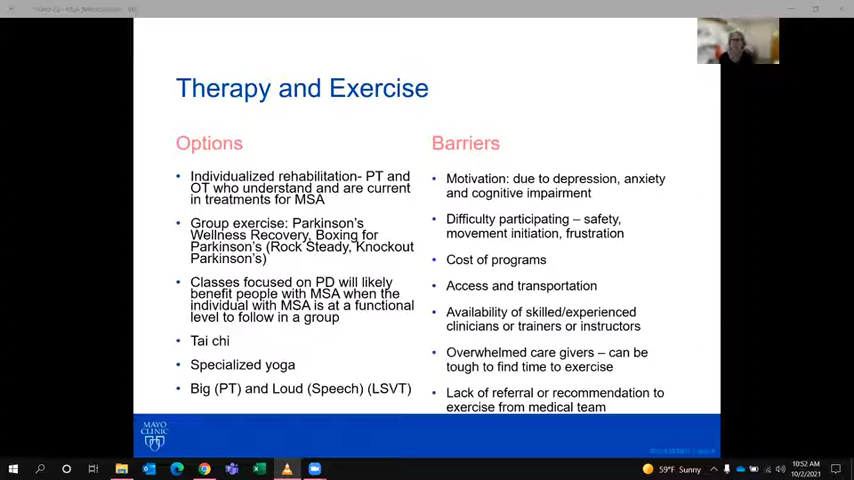 Therapy and Exercise
Options
Individualized rehabilitation- PT and
OT who understand and are current
in treatments for MSA
Group exercise: Parkinson's
Wellness Recovery, Boxing for
Parkinson's (Rock Steady, Knockout
Parkinson's)
Classes focused on PD will likely
benefit people with MSA when the
individual with MSA is at a functional
level to follow in a group
Tai chi
Specialized yoga
Big (PT) and Loud (Speech) (LSVT)
Barriers
Motivation: due to depression, anxiety
and cognitive impairment
Difficulty participating – safety,
movement initiation, frustration
Cost of programs
Access and transportation
Availability of skilled/experienced
clinicians or trainers or instructors
Overwhelmed care givers – can be
tough to find time to exercise
Lack of referral or recommendation to
exercise from medical team
MAYO
CLINIC
59°F Sunny
10:52 AM
10/2/2021